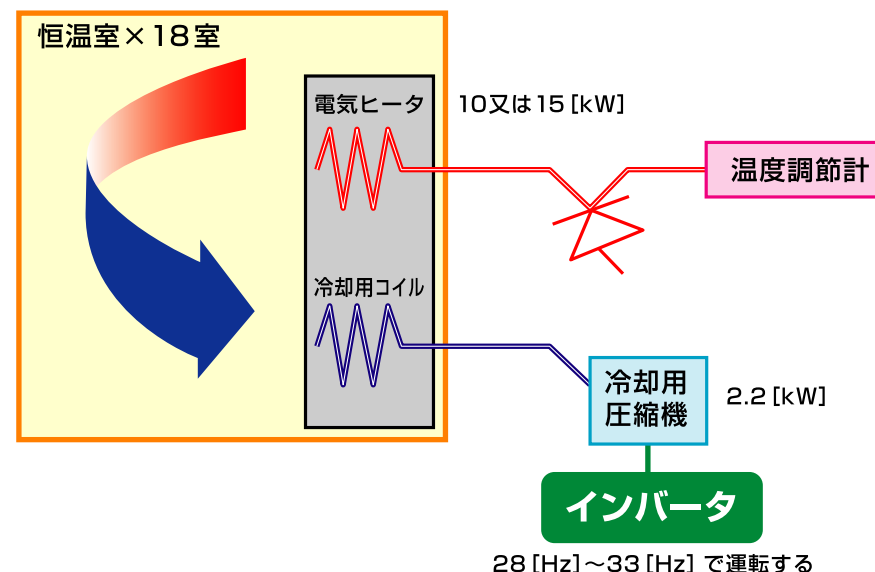 恒温室×18室
電気ヒータ
10又は15[kW]
温度調節計
冷却用コイル
冷却用
圧縮機
2.2[kW]
インバータ
28[Hz]～33[Hz]で運転する